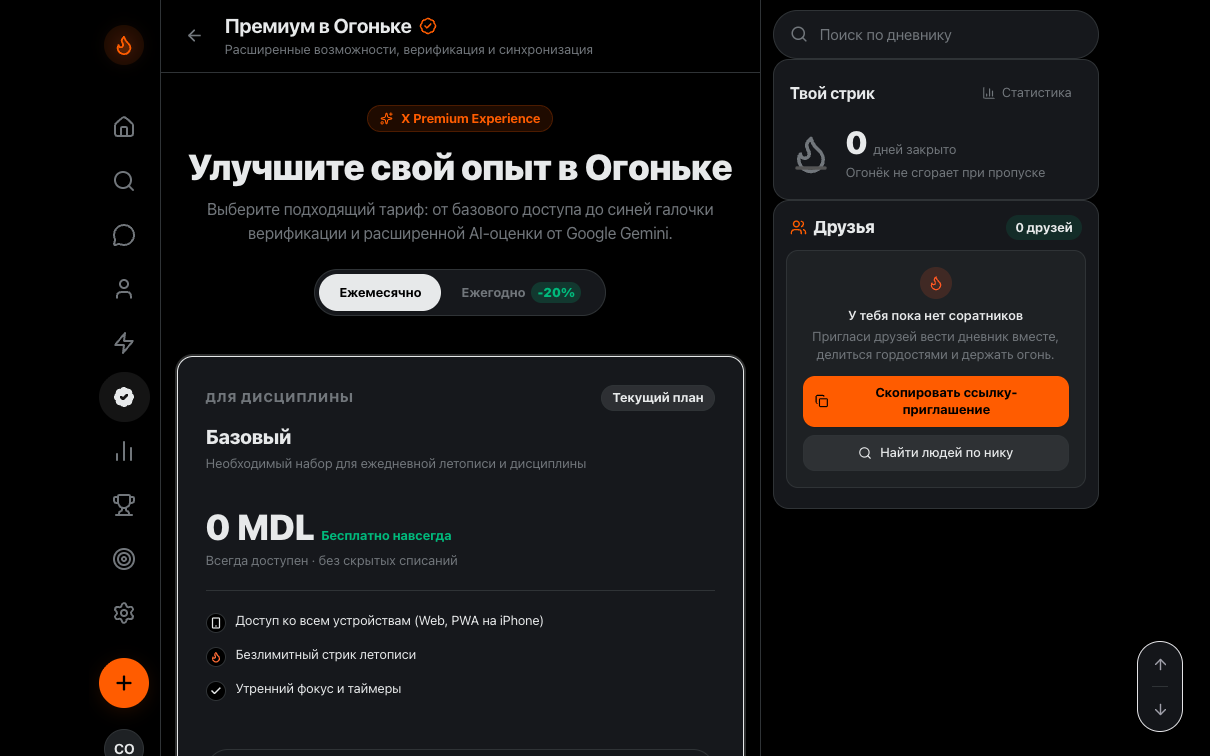 Премиум в Огоньке
Расширенные возможности, верификация и синхронизация
X Premium Experience
Улучшите свой опыт в Огоньке
Выберите подходящий тариф: от базового доступа до синей галочки
верификации и расширенной AI-оценки от Google Gemini.
Ежемесячно
Ежегодно -20%
ДЛЯ ДИСЦИПЛИНЫ
Текущий план
Базовый
Необходимый набор для ежедневной летописи и дисциплины
0 MDL Бесплатно навсегда
Всегда доступен · без скрытых списаний
Доступ ко всем устройствам (Web, PWA на iPhone)
Безлимитный стрик летописи
Утренний фокус и таймеры
Поиск по дневнику
Твой стрик
Статистика
0 дней закрыто
Огонёк не сгорает при пропуске
Друзья
0 друзей
У тебя пока нет соратников
Пригласи друзей вести дневник вместе,
делиться гордостями и держать огонь.
Скопировать ссылку-
приглашение
Найти людей по нику
CO